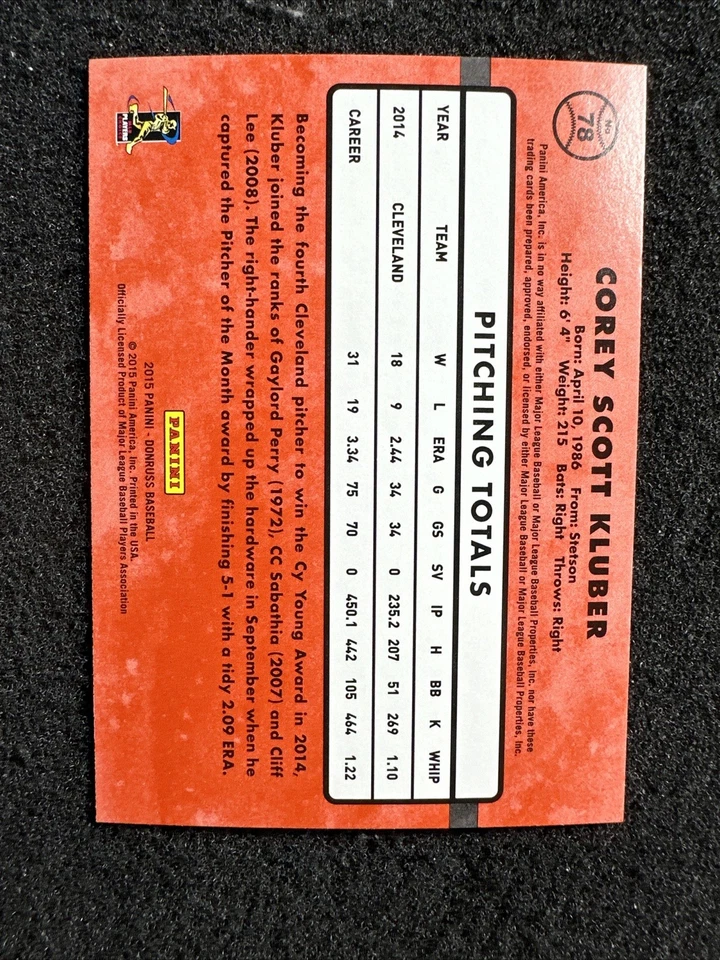 No
78
COREY SCOTT KLUBER
Born: April 10, 1986 From: Stetson
Height: 6' 4" Weight: 215 Bats: Right Throws: Right
Panini America, Inc. is in no way affiliated with either Major League Baseball or Major League Baseball Properties, Inc. nor have these
trading cards been prepared, approved, endorsed, or licensed by either Major League Baseball or Major League Baseball Properties, Inc.
PITCHING TOTALS
YEAR TEAM W L ERA G GS SV IP H BB K WHIP
2014 CLEVELAND 18 9 2.44 34 34 0 235.2 207 51 269 1.10
CAREER 31 19 3.34 75 70 0 450.1 442 105 464 1.22
Becoming the fourth Cleveland pitcher to win the Cy Young Award in 2014,
Kluber joined the ranks of Gaylord Perry (1972), CC Sabathia (2007) and Cliff
Lee (2008). The right-hander wrapped up the hardware in September when he
captured the Pitcher of the Month award by finishing 5-1 with a tidy 2.09 ERA.
PLAYERS
PANINI
2015 PANINI - DONRUSS BASEBALL
© 2015 Panini America, Inc. Printed in the USA.
Officially Licensed Product of Major League Baseball Players Association